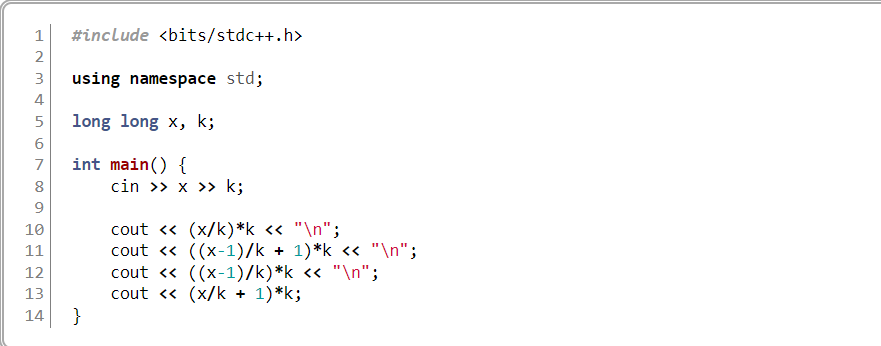 1 #include <bits/stdc++.h>
2
3 using namespace std;
4
5 long long x, k;
6
7 int main() {
8     cin >> x >> k;
9
10     cout << (x/k)*k << "\n";
11     cout << ((x-1)/k + 1)*k << "\n";
12     cout << ((x-1)/k)*k << "\n";
13     cout << (x/k + 1)*k;
14 }